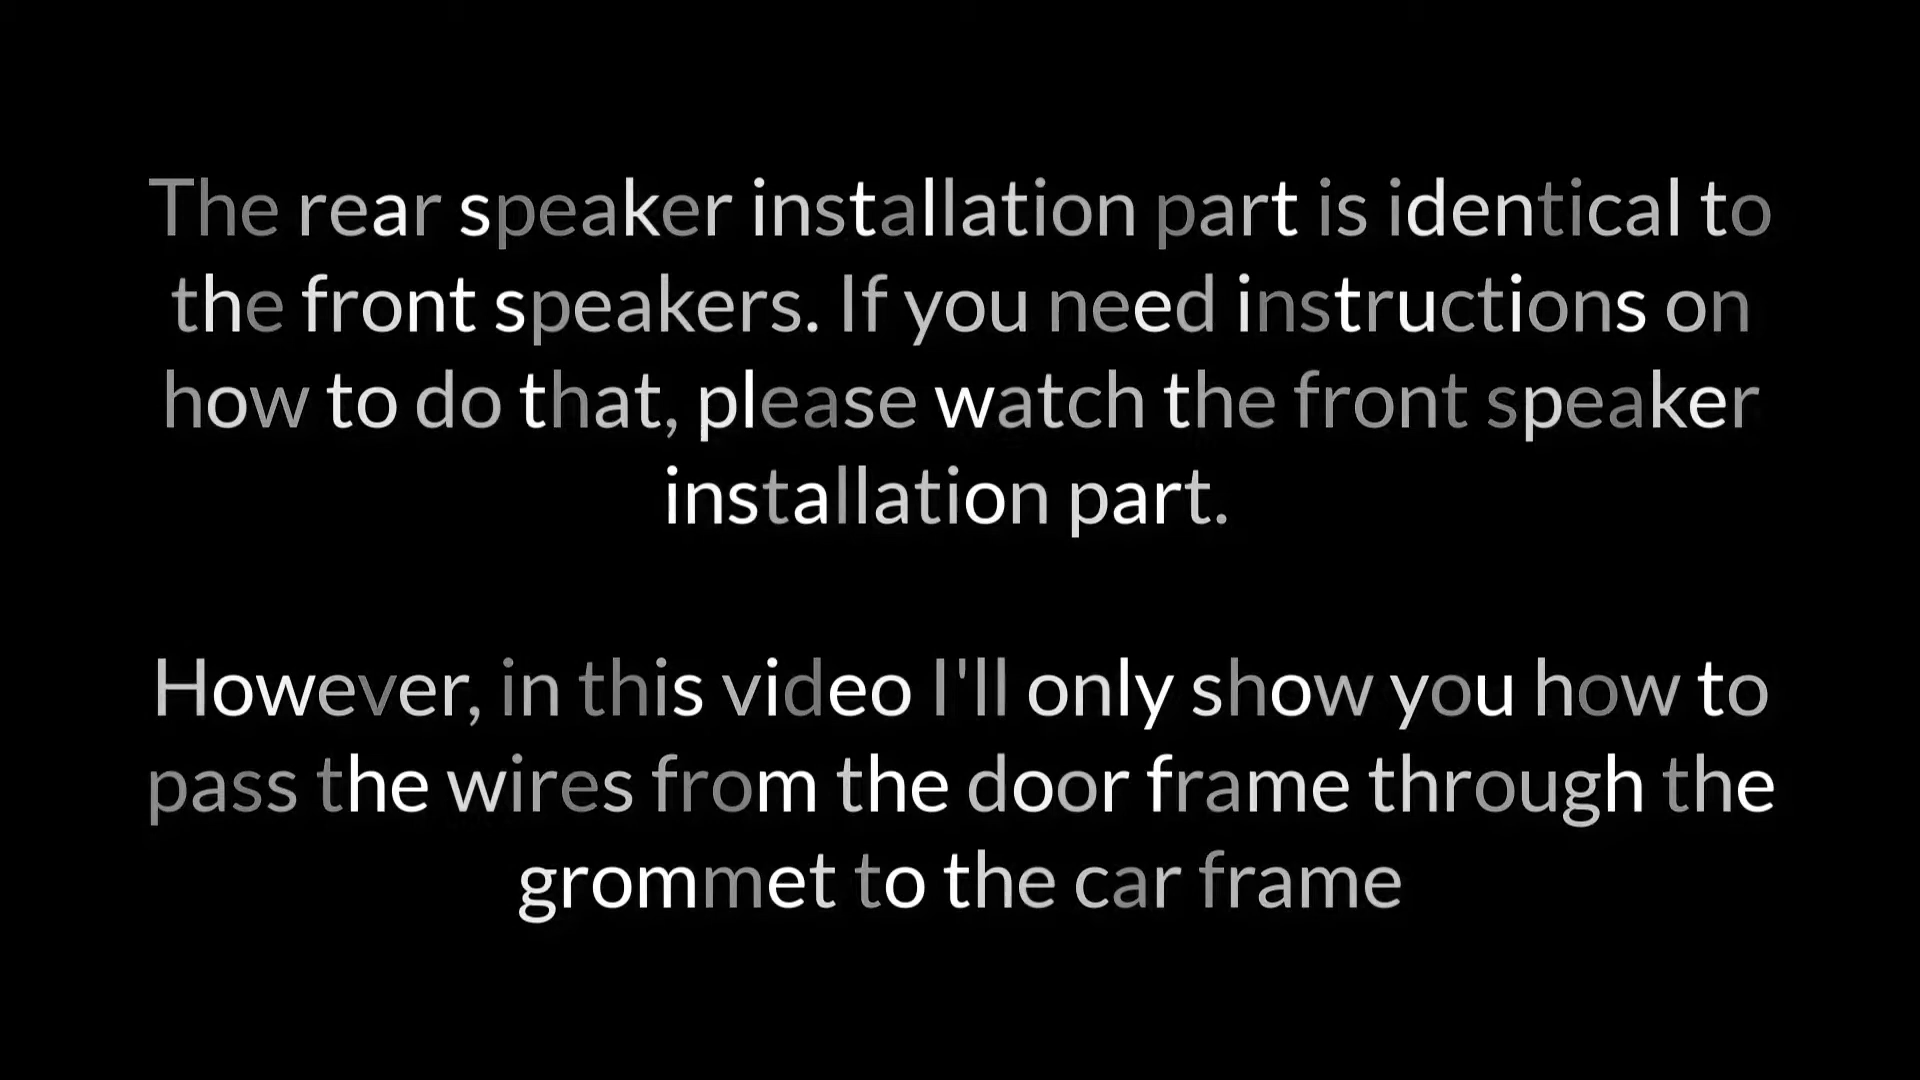 The rear speaker installation part is identical to
the front speakers. If you need instructions on
how to do that, please watch the front speaker
installation part.
However, in this video I'll only show you how to
pass the wires from the door frame through the
grommet to the car frame